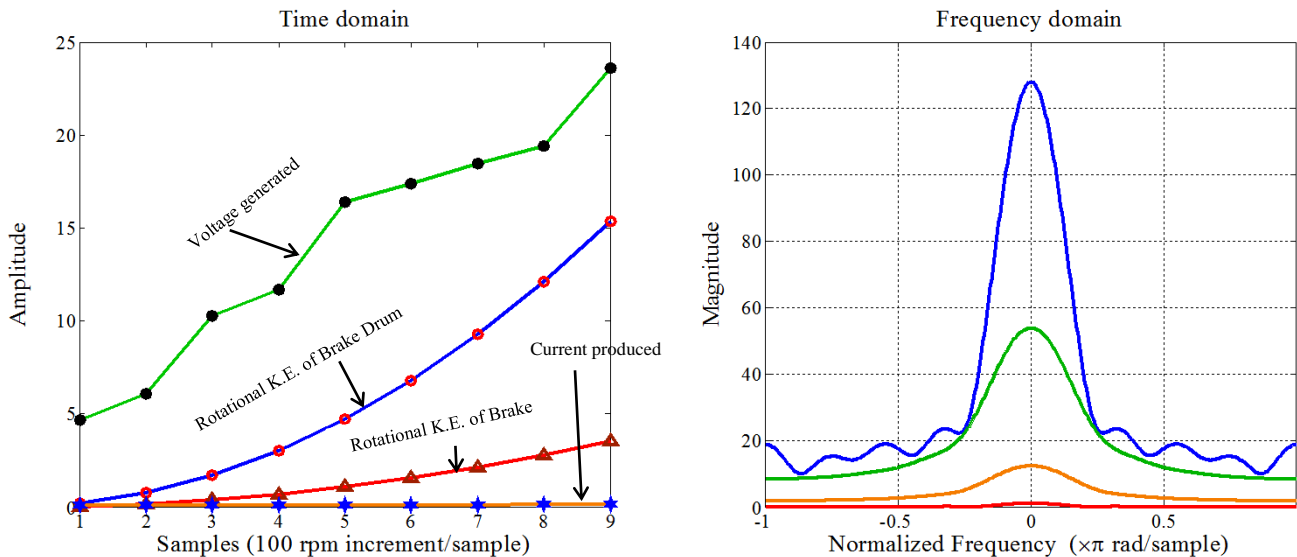 Time domain
Amplitude
25
20
15
10
5
0
Voltage generated
Rotational K.E. of Brake Drum
Rotational K.E. of Brake
Current produced
1 2 3 4 5 6 7 8 9
Samples (100 rpm increment/sample)
Frequency domain
Magnitude
140
120
100
80
60
40
20
0
-1 -0.5 0 0.5
Normalized Frequency (×π rad/sample)